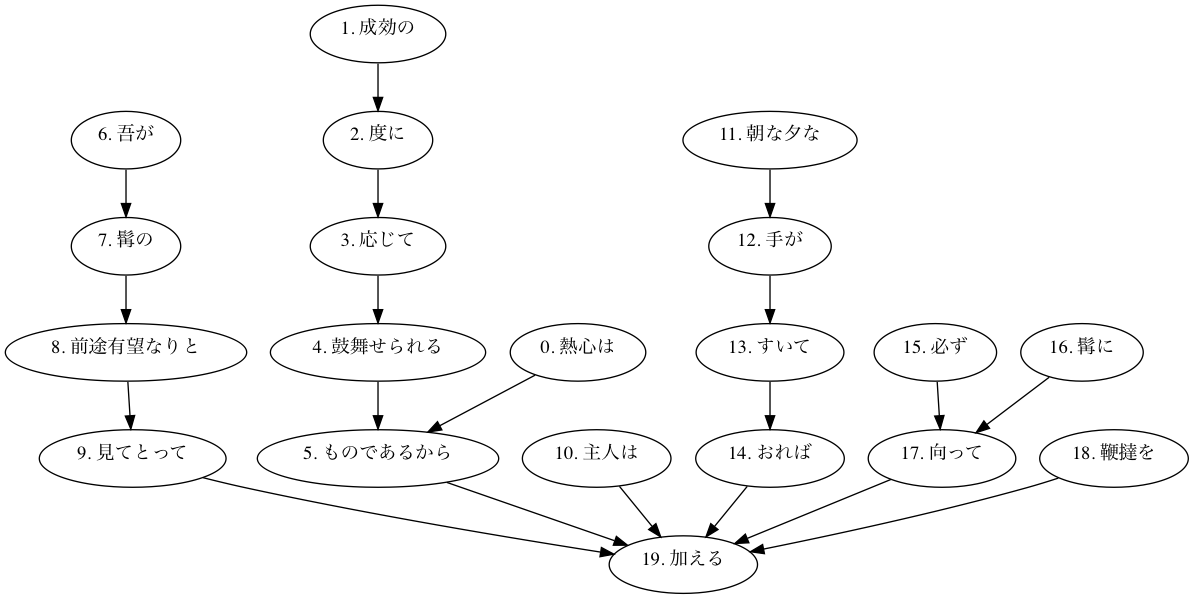 1. 成効の
6. 吾が
2. 度に
11. 朝な夕な
7. 髯の
3. 応じて
12. 手が
8. 前途有望なりと
4. 鼓舞せられる
0. 熱心は
13. すいて
15. 必ず
16. 髯に
9. 見てとって
5. ものであるから
10. 主人は
14. おれば
17. 向って
18. 鞭撻を
19. 加える